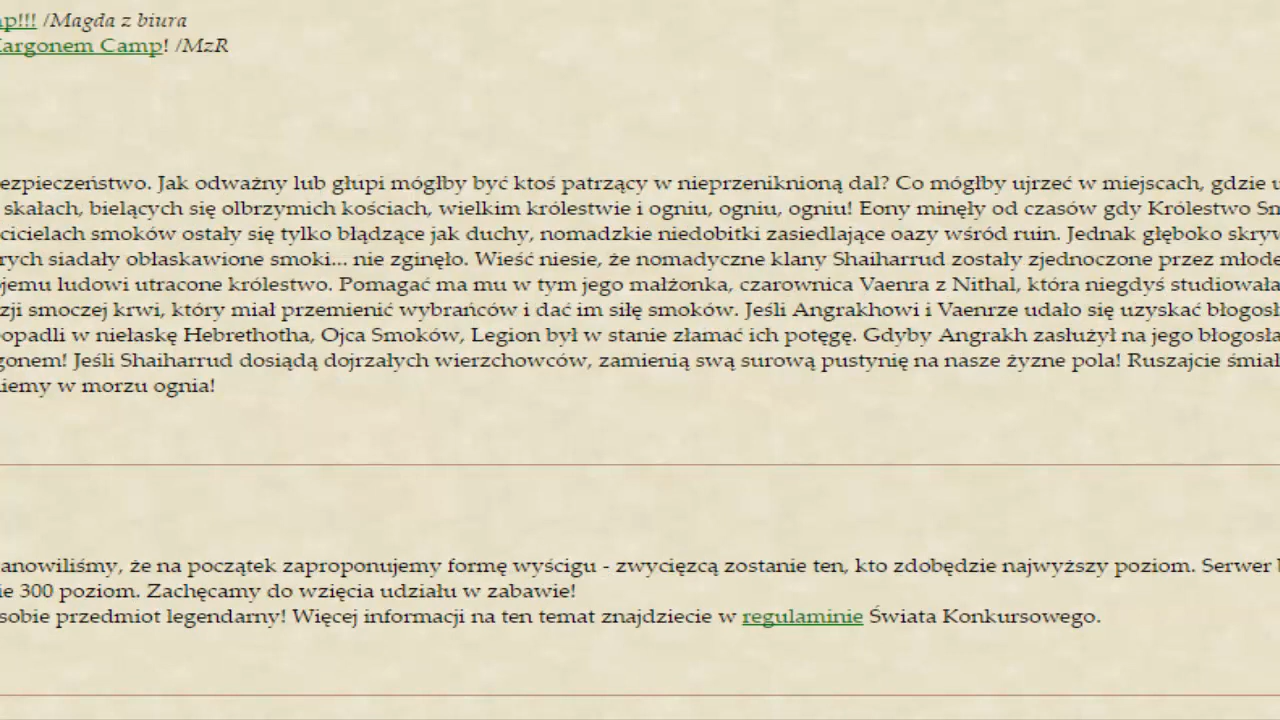 ap!!! /Magda z biura
Margonem Camp! /MzR
ezpieczeństwo. Jak odważny lub głupi mógłby być ktoś patrzący w nieprzeniknioną dal? Co mógłby ujrzeć w miejscach, gdzie u
skałach, bielących się olbrzymich kościach, wielkim królestwie i ogniu, ogniu, ogniu! Eony minęły od czasów gdy Królestwo Sm
cicielach smoków ostały się tylko błądzące jak duchy, nomadzkie niedobitki zasiedlające oazy wśród ruin. Jednak głęboko skryw
rych siadały obłaskawione smoki... nie zginęło. Wieść niesie, że nomadyczne klany Shaiharrud zostały zjednoczone przez młode
jemu ludowi utracone królestwo. Pomagać ma mu w tym jego małżonka, czarownica Vaenra z Nithal, która niegdyś studiowała
zji smoczej krwi, który miał przemienić wybrańców i dać im siłę smoków. Jeśli Angrakhowi i Vaenrze udało się uzyskać błogosł
opadli w niełaskę Hebrethotha, Ojca Smoków, Legion był w stanie złamać ich potęgę. Gdyby Angrakh zasłużył na jego błogosła
gonem! Jeśli Shaiharrud dosiądą dojrzałych wierzchowców, zamienią swą surową pustynię na nasze żyzne pola! Ruszajcie śmiał
iemy w morzu ognia!
anowiliśmy, że na początek zaproponujemy formę wyścigu - zwycięzcą zostanie ten, kto zdobędzie najwyższy poziom. Serwer b
ie 300 poziom. Zachęcamy do wzięcia udziału w zabawie!
sobie przedmiot legendarny! Więcej informacji na ten temat znajdziecie w regulaminie Świata Konkursowego.